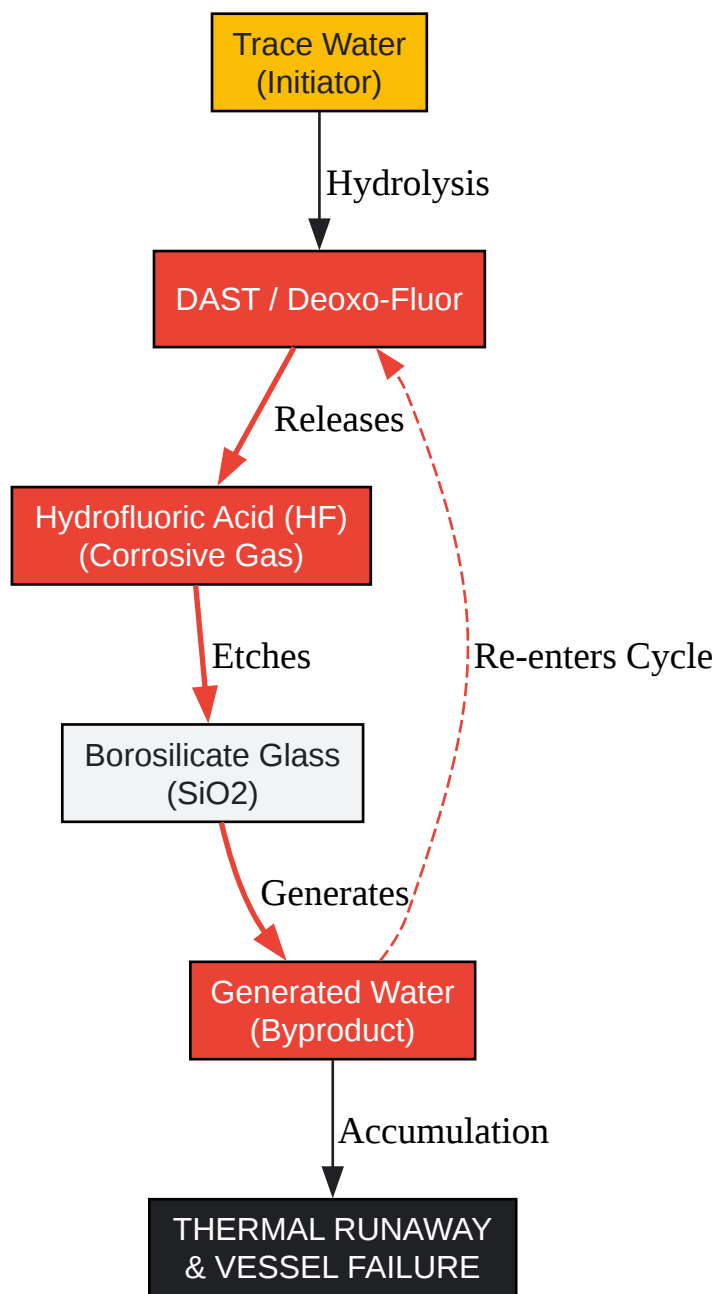 Trace Water
(Initiator)
Hydrolysis
DAST / Deoxo-Fluor
Releases
Hydrofluoric Acid (HF)
(Corrosive Gas)
Etches
Re-enters Cycle
Borosilicate Glass
(SiO2)
Generates
Generated Water
(Byproduct)
Accumulation
THERMAL RUNAWAY
& VESSEL FAILURE